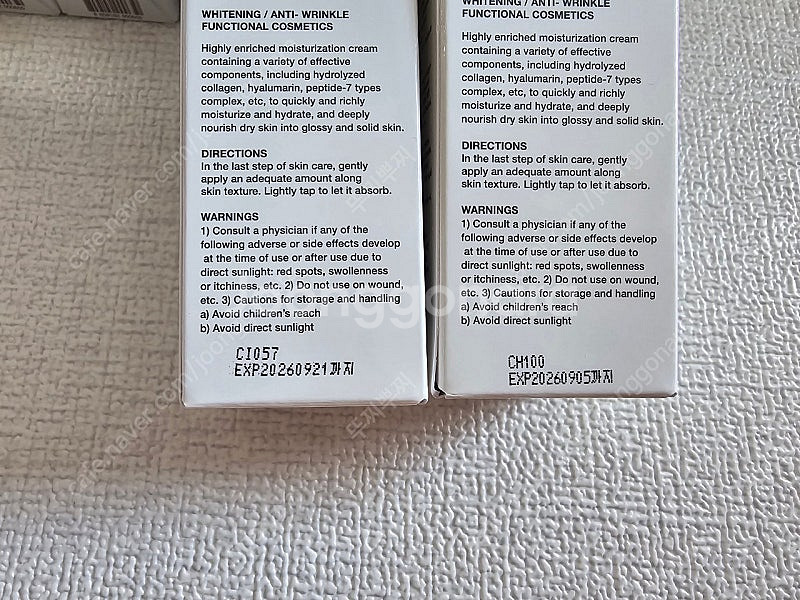 WHITENING / ANTI- WRINKLE
FUNCTIONAL COSMETICS
Highly enriched moisturization cream
containing a variety of effective
components, including hydrolyzed
collagen, hyalumarin, peptide-7 types
complex, etc, to quickly and richly
moisturize and hydrate, and deeply
nourish dry skin into glossy and solid skin.
DIRECTIONS
In the last step of skin care, gently
apply an adequate amount along
skin texture. Lightly tap to let it absorb.
WARNINGS
1) Consult a physician if any of the
following adverse or side effects develop
at the time of use or after use due to
direct sunlight: red spots, swollenness
or itchiness, etc. 2) Do not use on wound,
etc. 3) Cautions for storage and handling
a) Avoid children's reach
b) Avoid direct sunlight
CI057
EXP20260921까지
WHITENING / ANTI- WRINKLE
FUNCTIONAL COSMETICS
Highly enriched moisturization cream
containing a variety of effective
components, including hydrolyzed
collagen, hyalumarin, peptide-7 types
complex, etc, to quickly and richly
moisturize and hydrate, and deeply
nourish dry skin into glossy and solid skin.
DIRECTIONS
In the last step of skin care, gently
apply an adequate amount along
skin texture. Lightly tap to let it absorb.
WARNINGS
1) Consult a physician if any of the
following adverse or side effects develop
at the time of use or after use due to
direct sunlight: red spots, swollenness
or itchiness, etc. 2) Do not use on wound,
etc. 3) Cautions for storage and handling
a) Avoid children's reach
b) Avoid direct sunlight
CH100
EXP20260905까지